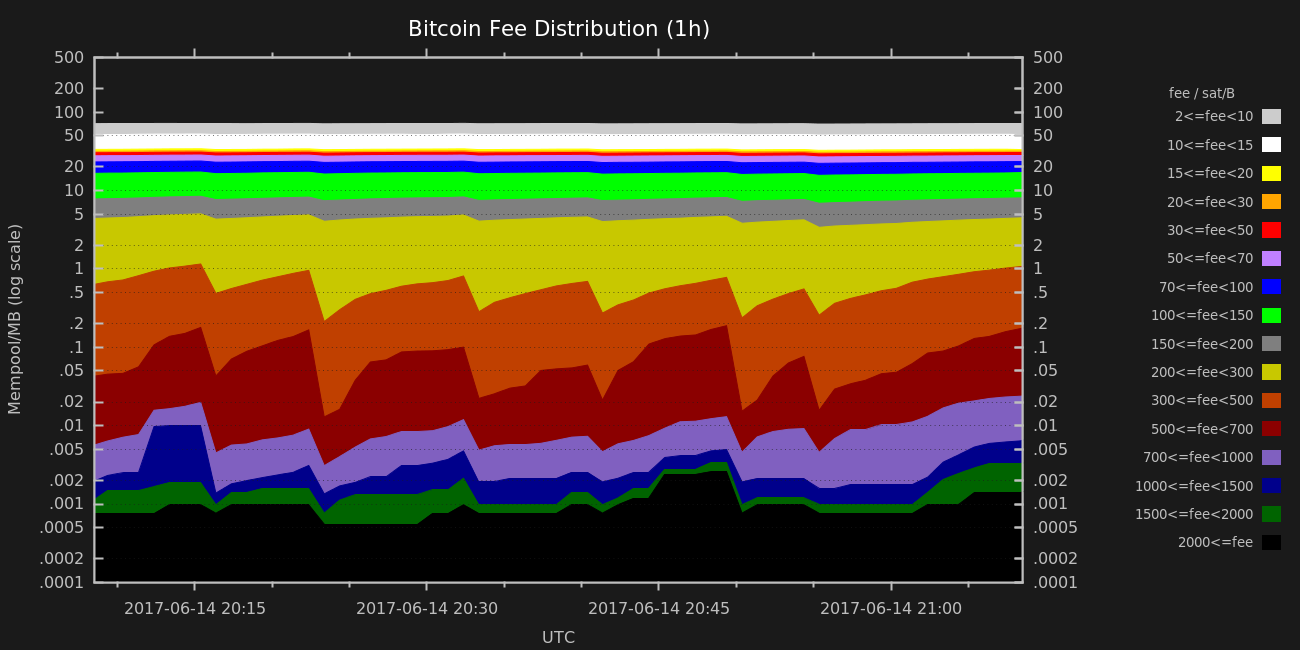 Bitcoin Fee Distribution (1h)
500
200
100
50
20
10
5
2
1
.5
.2
.1
.05
.02
.01
.005
.002
.001
.0005
.0002
.0001
Mempool/MB (log scale)
500
200
100
50
20
10
5
2
1
.5
.2
.1
.05
.02
.01
.005
.002
.001
.0005
.0002
.0001
2017-06-14 20:15 2017-06-14 20:30 2017-06-14 20:45 2017-06-14 21:00
UTC
fee / sat/B
2<=fee<10
10<=fee<15
15<=fee<20
20<=fee<30
30<=fee<50
50<=fee<70
70<=fee<100
100<=fee<150
150<=fee<200
200<=fee<300
300<=fee<500
500<=fee<700
700<=fee<1000
1000<=fee<1500
1500<=fee<2000
2000<=fee